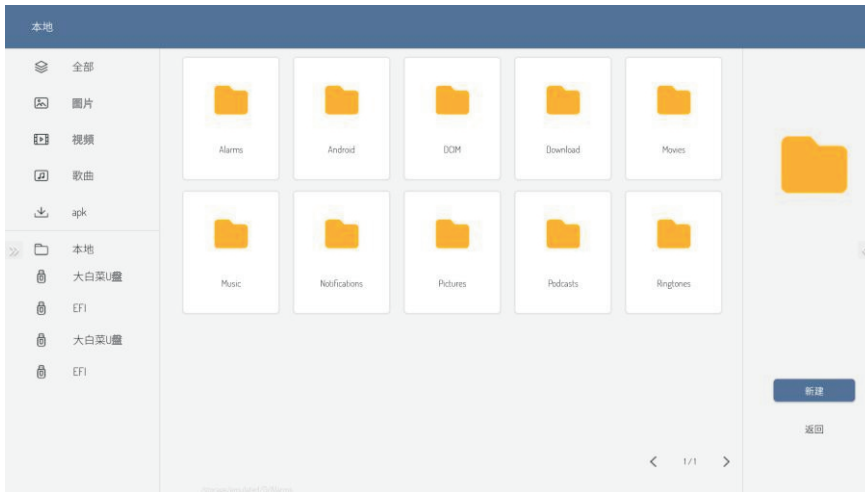 本地
全部
圖片
視頻
歌曲
apk
本地
大白菜U盤
EFI
大白菜U盤
EFI
Alarms
Android
DCIM
Download
Movies
Music
Notifications
Pictures
Podcasts
Ringtones
1/1
新建
返回